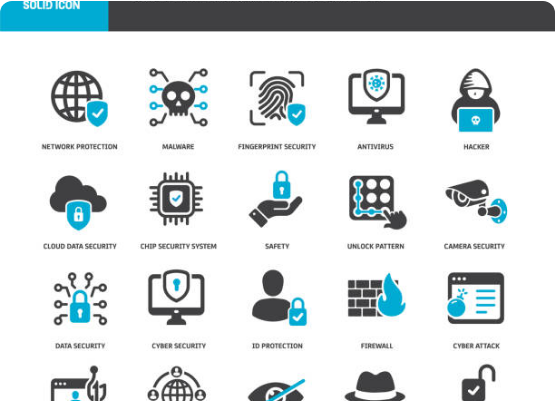 SOLID ICON
NETWORK PROTECTION
MALWARE
FINGERPRINT SECURITY
ANTIVIRUS
HACKER
CLOUD DATA SECURITY
CHIP SECURITY SYSTEM
SAFETY
UNLOCK PATTERN
CAMERA SECURITY
DATA SECURITY
CYBER SECURITY
ID PROTECTION
FIREWALL
CYBER ATTACK